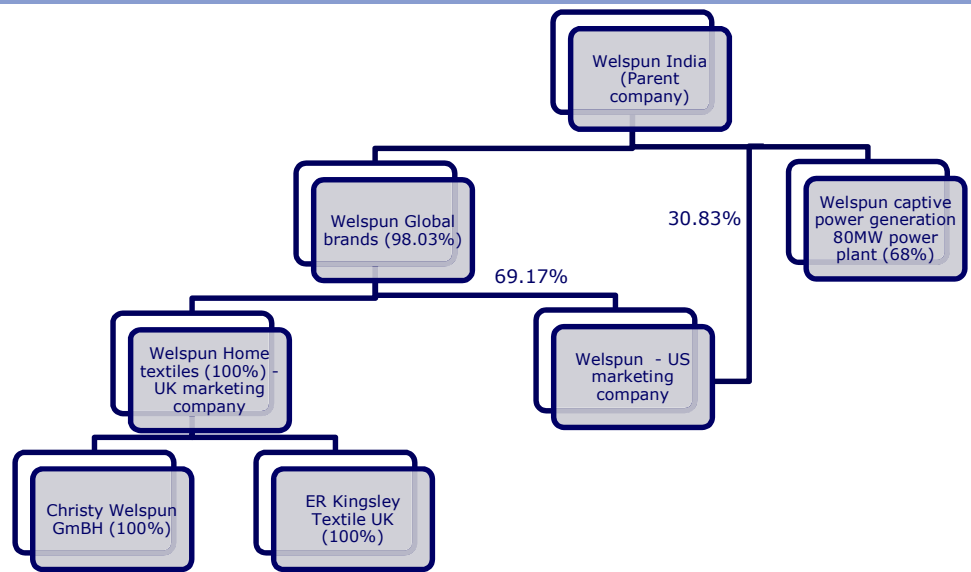 Welspun India
(Parent
company)
Welspun Global
brands (98.03%)
30.83%
Welspun captive
power generation
80MW power
plant (68%)
69.17%
Welspun Home
textiles (100%) -
UK marketing
company
Welspun - US
marketing
company
Christy Welspun
GmBH (100%)
ER Kingsley
Textile UK
(100%)